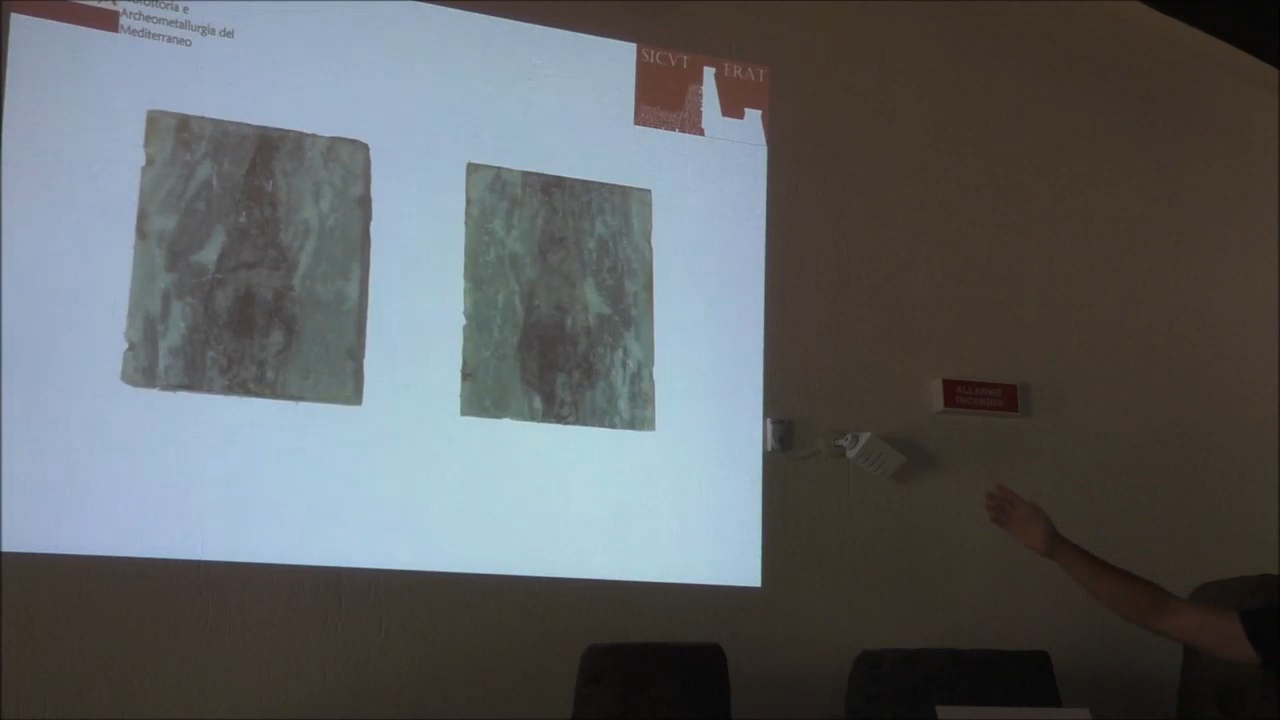 Archeometallurgia del
Mediterraneo
SICVT ERAT
ALLARME
INCENDIO